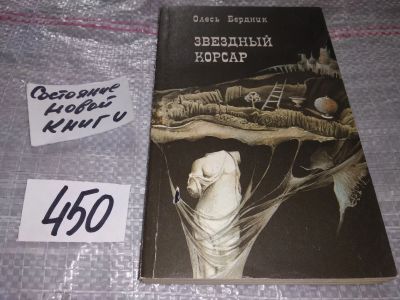 Олесь Бердник
ЗВЕЗДНЫЙ
КОРСАР
Состояние
новой
книги
450